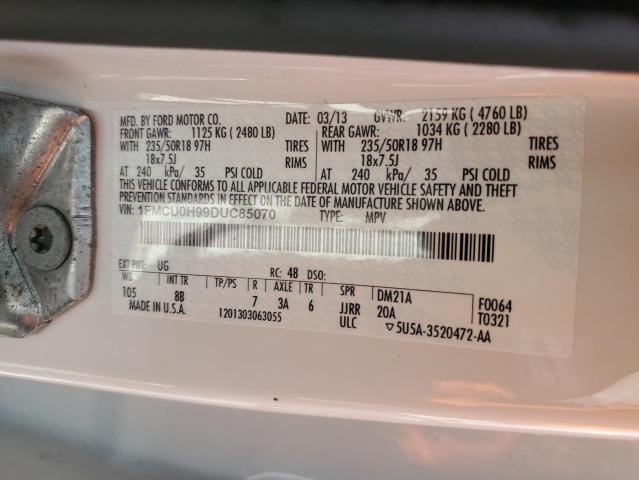 MFD. BY FORD MOTOR CO. DATE: 03/13 GVWR: 2159 KG ( 4760 LB)
FRONT GAWR: 1125 KG ( 2480 LB) REAR GAWR: 1034 KG ( 2280 LB)
WITH 235/50R18 97H TIRES WITH 235/50R18 97H TIRES
18x7.5J RIMS 18x7.5J RIMS
AT 240 kPa/ 35 PSI COLD AT 240 kPa/ 35 PSI COLD
THIS VEHICLE CONFORMS TO ALL APPLICABLE FEDERAL MOTOR VEHICLE SAFETY AND THEFT
PREVENTION STANDARDS IN EFFECT ON THE DATE OF MANUFACTURE SHOWN ABOVE.
VIN: 1FMCU0H99DUC85070 TYPE: MPV
EXT PNT: UG RC: 48 DSO:
WB INT TR TP/PS R AXLE TR SPR DM21A F0064
105 8B 7 3A 6 JJRR 20A T0321
MADE IN U.S.A. 1201303063055 ULC ▽5U5A-3520472-AA